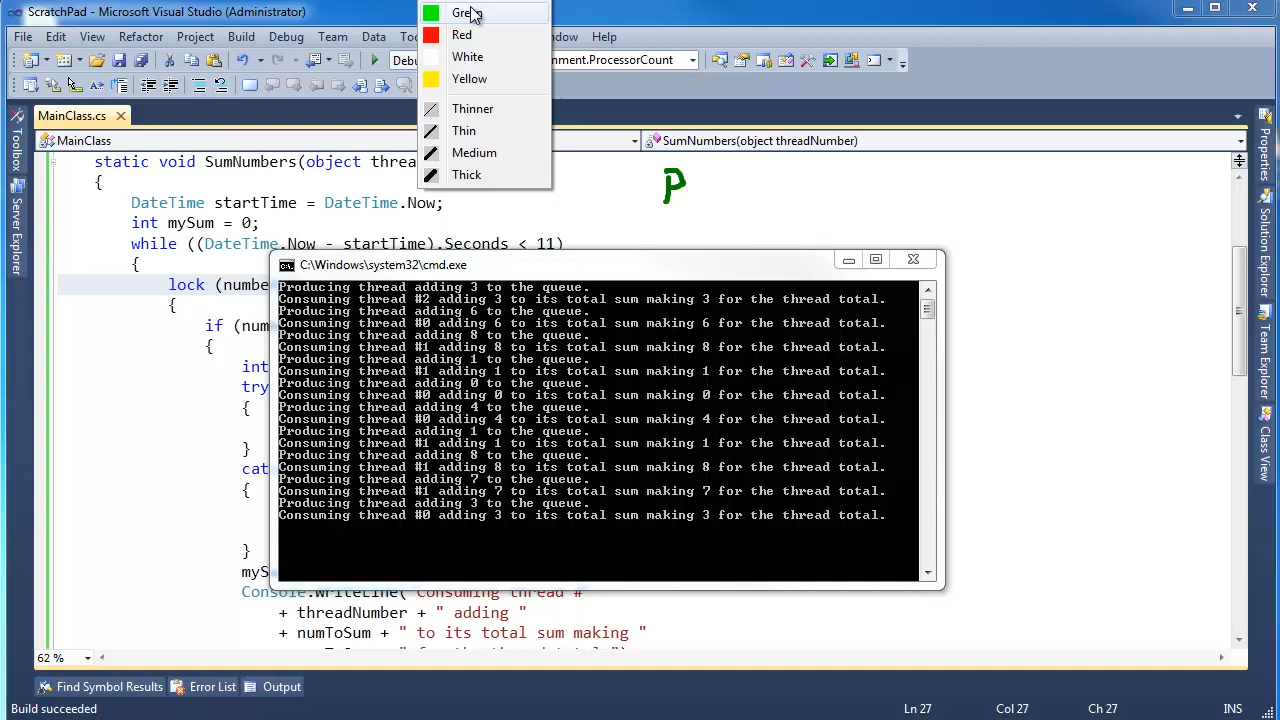 ScratchPad - Microsoft Visual Studio (Administrator)
File Edit View Refactor Project Build Debug Team Data Help
Green
Red
White
Yellow
Thinner
Thin
Medium
Thick
MainClass.cs
MainClass
SumNumbers(object threadNumber)
Toolbox
Server Explorer
Properties
Solution Explorer
Team Explorer
Class View
P
static void SumNumbers(object
{
DateTime startTime = DateTime.Now;
int mySum = 0;
while ((DateTime.Now - startTime).Seconds < 11)
{
lock
{
if
{
int
try
{
}
{
}
C:\Windows\system32\cmd.exe
Producing thread adding 3 to the queue.
Consuming thread #2 adding 3 to its total sum making 3 for the thread total.
Producing thread adding 6 to the queue.
Consuming thread #0 adding 6 to its total sum making 6 for the thread total.
Producing thread adding 8 to the queue.
Consuming thread #1 adding 8 to its total sum making 8 for the thread total.
Producing thread adding 1 to the queue.
Consuming thread #1 adding 1 to its total sum making 1 for the thread total.
Producing thread adding 0 to the queue.
Consuming thread #0 adding 0 to its total sum making 0 for the thread total.
Producing thread adding 4 to the queue.
Consuming thread #0 adding 4 to its total sum making 4 for the thread total.
Producing thread adding 1 to the queue.
Consuming thread #1 adding 1 to its total sum making 1 for the thread total.
Producing thread adding 8 to the queue.
Consuming thread #1 adding 8 to its total sum making 8 for the thread total.
Producing thread adding 7 to the queue.
Consuming thread #1 adding 7 to its total sum making 7 for the thread total.
Producing thread adding 3 to the queue.
Consuming thread #0 adding 3 to its total sum making 3 for the thread total.
Console.WriteLine("Consuming thread #"
+ threadNumber + " adding "
+ numToSum + " to its total sum making "
62 %
Find Symbol Results Error List Output
Build succeeded Ln 27 Col 27 Ch 27 INS